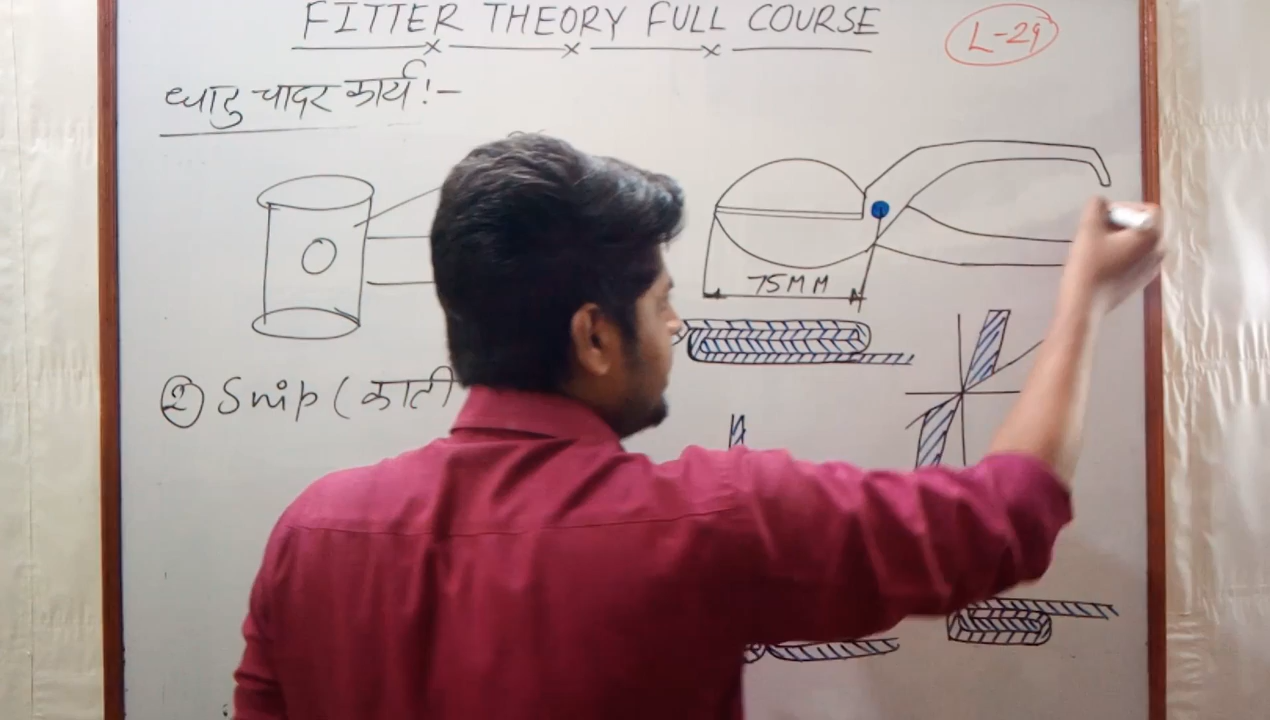 FITTER THEORY FULL COURSE
L-29
धातु चादर कार्य :-
75MM
② Snip (काती